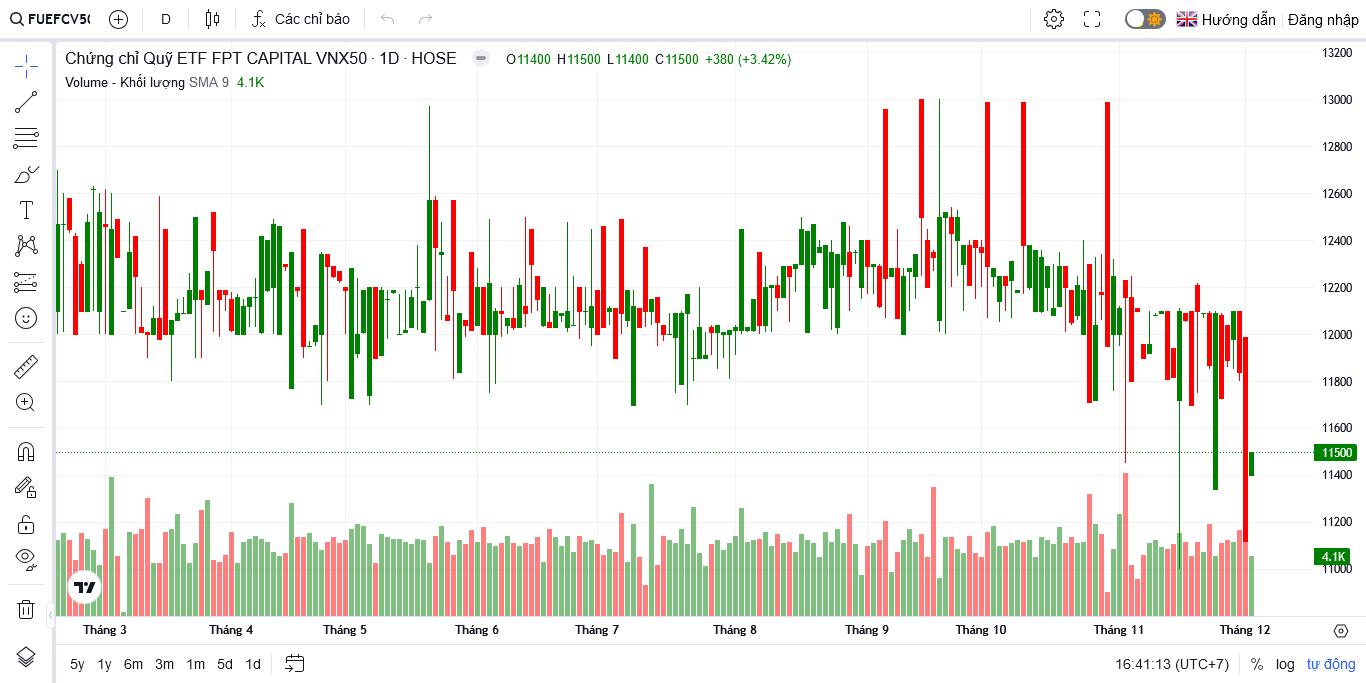 FUEFCV50 D Các chỉ báo Hướng dẫn Đăng nhập
Chứng chỉ Quỹ ETF FPT CAPITAL VNX50 · 1D · HOSE O11400 H11500 L11400 C11500 +380 (+3.42%)
Volume - Khối lượng SMA 9 4.1K
13200
13000
12800
12600
12400
12200
12000
11800
11600
11500
11400
11200
4.1K
11000
Tháng 3 Tháng 4 Tháng 5 Tháng 6 Tháng 7 Tháng 8 Tháng 9 Tháng 10 Tháng 11 Tháng 12
5y 1y 6m 3m 1m 5d 1d 16:41:13 (UTC+7) % log tự động